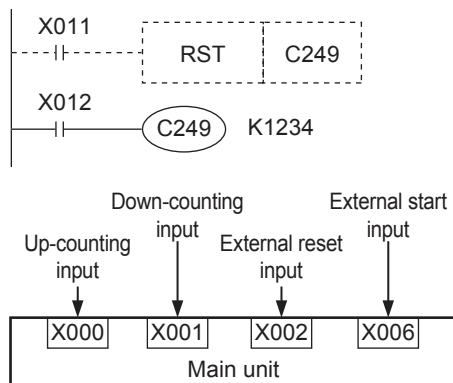 X011
RST C249
X012
C249 K1234
Down-counting input
External start input
Up-counting input
External reset input
X000 X001 X002 X006
Main unit